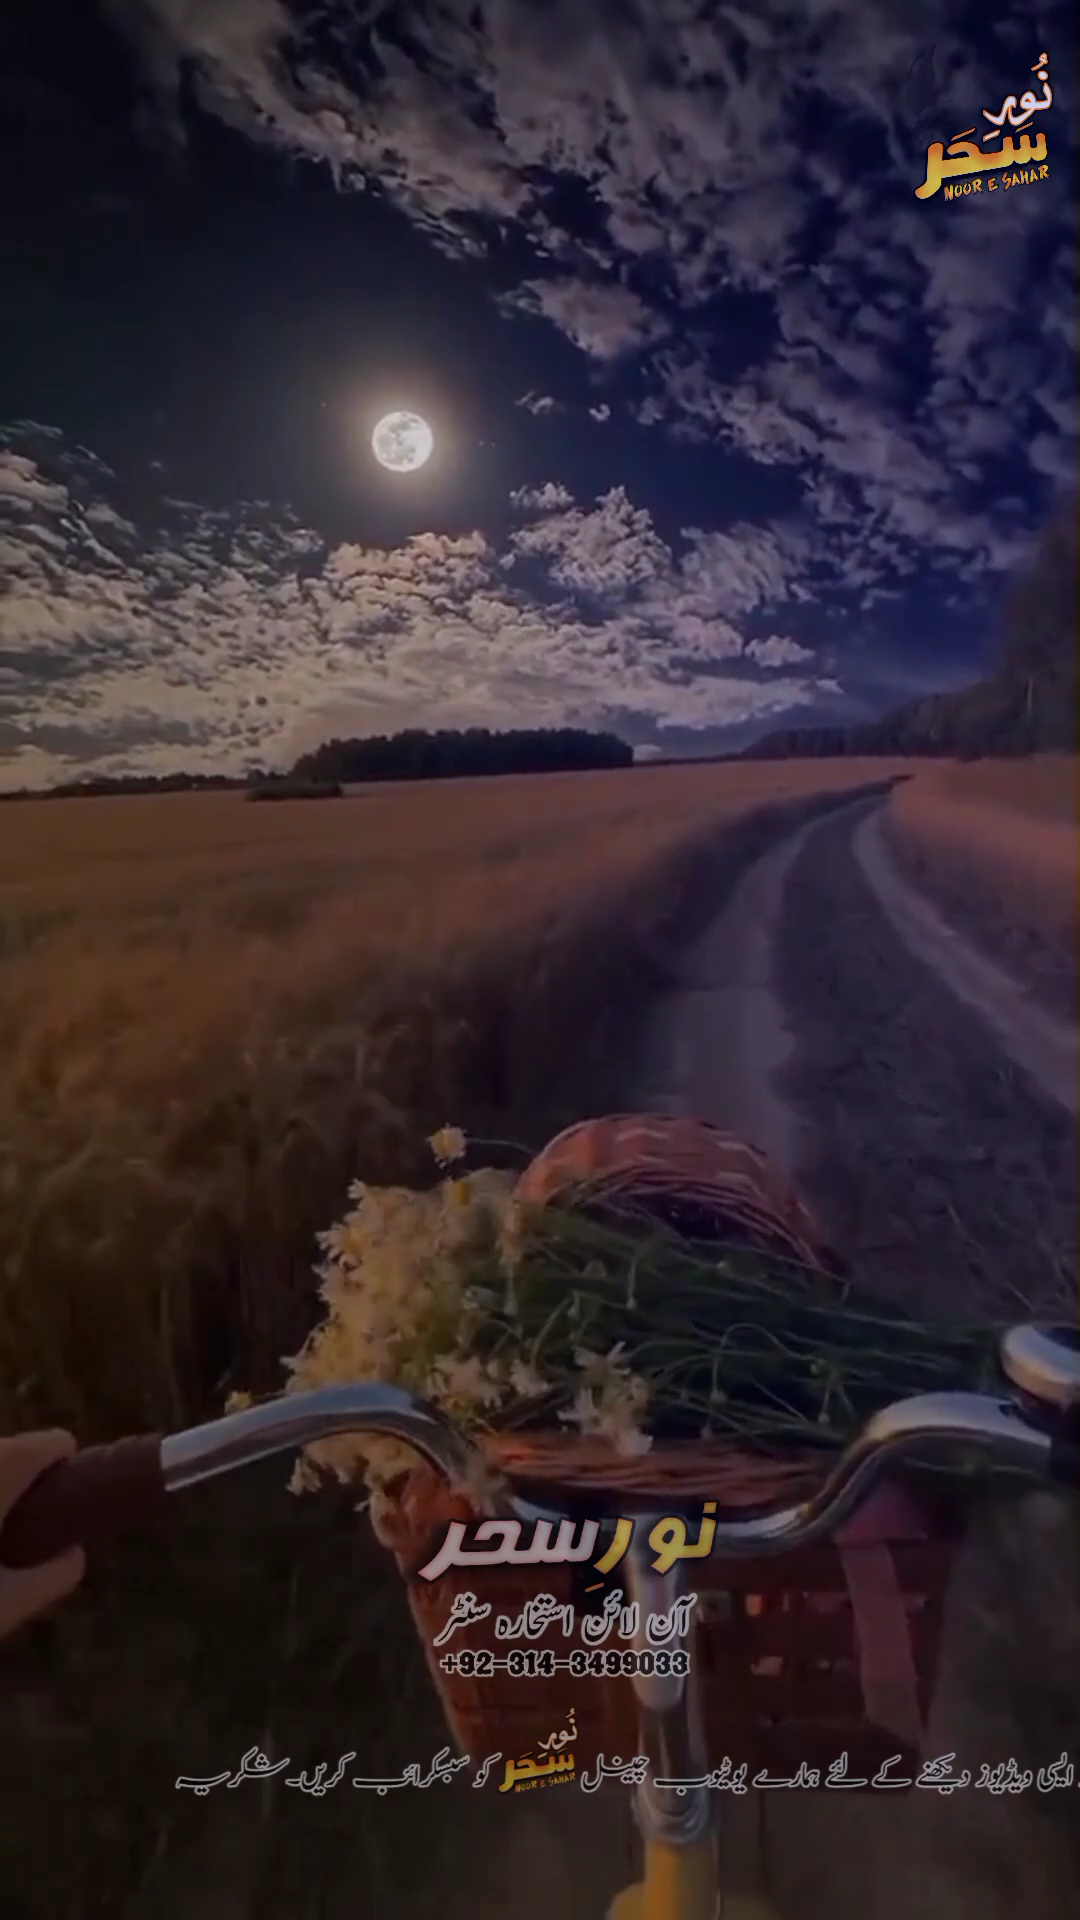 نُورِ
سَحَر
NOOR E SAHAR
نورِسحر
آن لائن استخارہ سنٹر
+92-314-3499033
ایسی ویڈیوز دیکھنے کے لئے ہمارے یوٹیوب چینل نُورِ سَحَر NOOR E SAHAR کو سبسکرائب کریں۔شکریہ